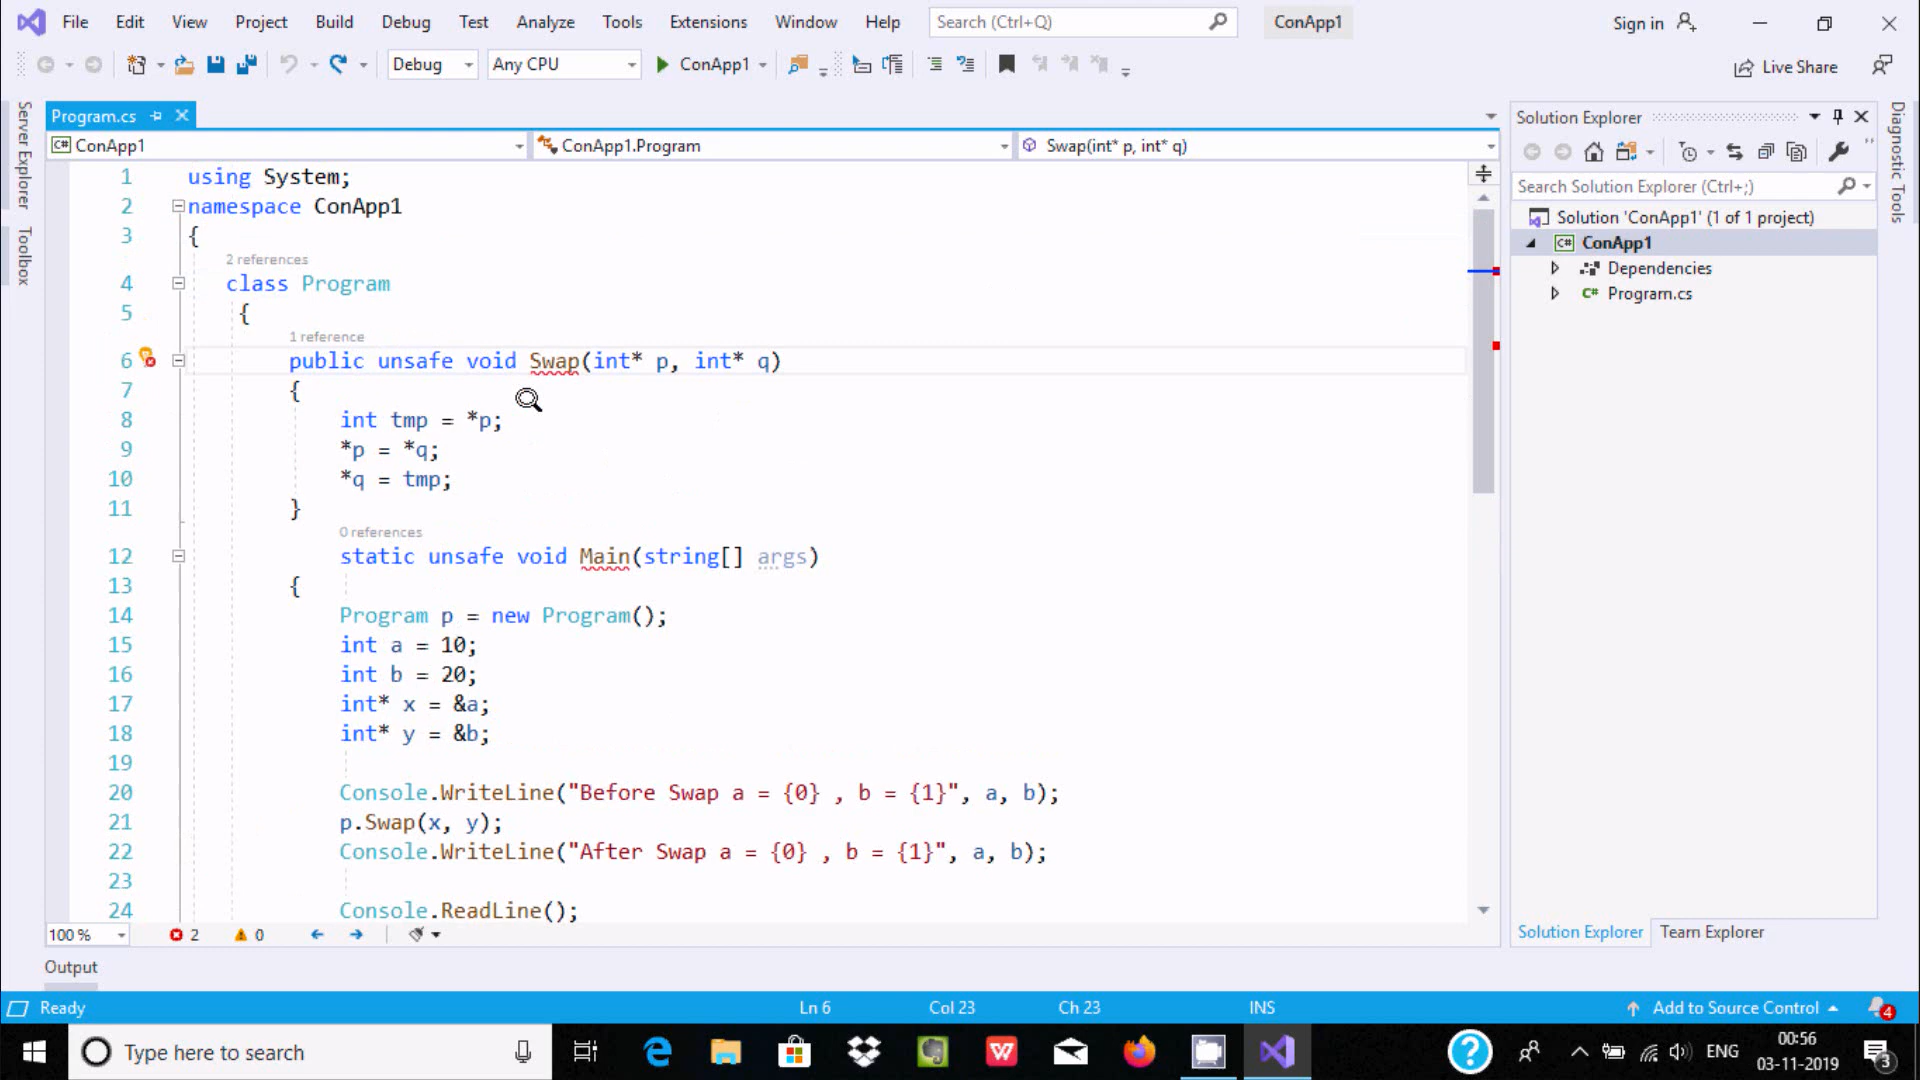 File Edit View Project Build Debug Test Analyze Tools Extensions Window Help Search (Ctrl+Q) ConApp1 Sign in
Debug Any CPU ConApp1 Live Share
Server Explorer
Toolbox
Program.cs
ConApp1 ConApp1.Program Swap(int* p, int* q)
1 using System;
2 namespace ConApp1
3 {
2 references
4 class Program
5 {
1 reference
6 public unsafe void Swap(int* p, int* q)
7 {
8 int tmp = *p;
9 *p = *q;
10 *q = tmp;
11 }
0 references
12 static unsafe void Main(string[] args)
13 {
14 Program p = new Program();
15 int a = 10;
16 int b = 20;
17 int* x = &a;
18 int* y = &b;
19
20 Console.WriteLine("Before Swap a = {0} , b = {1}", a, b);
21 p.Swap(x, y);
22 Console.WriteLine("After Swap a = {0} , b = {1}", a, b);
23
24 Console.ReadLine();
100 % 2 0
Output
Solution Explorer
Search Solution Explorer (Ctrl+;)
Solution 'ConApp1' (1 of 1 project)
C# ConApp1
Dependencies
C# Program.cs
Solution Explorer Team Explorer
Diagnostic Tools
Ready Ln 6 Col 23 Ch 23 INS Add to Source Control 4
Type here to search ENG 00:56
03-11-2019
3